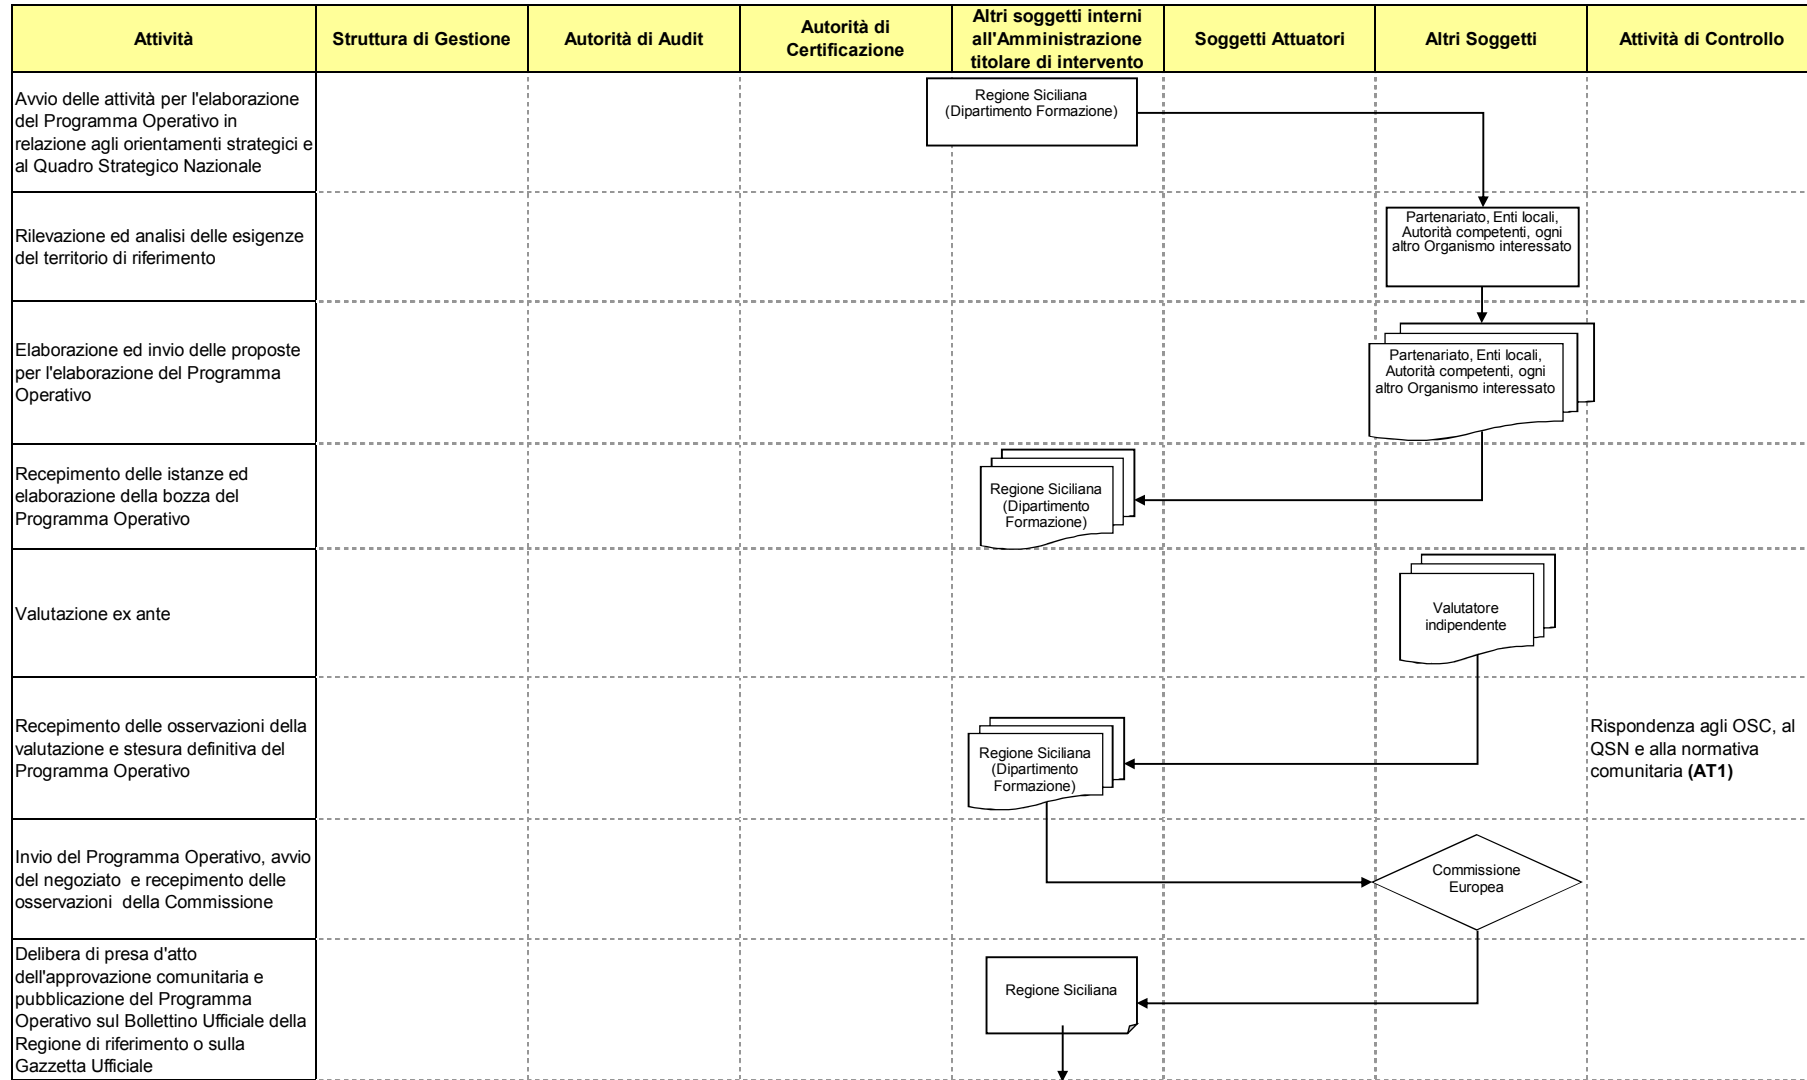 Attività
Struttura di Gestione
Autorità di Audit
Autorità di
Certificazione
Altri soggetti interni
all'Amministrazione
titolare di intervento
Soggetti Attuatori
Altri Soggetti
Attività di Controllo
Avvio delle attività per l'elaborazione
del Programma Operativo in
relazione agli orientamenti strategici e
al Quadro Strategico Nazionale
Regione Siciliana
(Dipartimento Formazione)
Rilevazione ed analisi delle esigenze
del territorio di riferimento
Partenariato, Enti locali,
Autorità competenti, ogni
altro Organismo interessato
Elaborazione ed invio delle proposte
per l'elaborazione del Programma
Operativo
Partenariato, Enti locali,
Autorità competenti, ogni
altro Organismo interessato
Recepimento delle istanze ed
elaborazione della bozza del
Programma Operativo
Regione Siciliana
(Dipartimento
Formazione)
Valutazione ex ante
Valutatore
indipendente
Recepimento delle osservazioni della
valutazione e stesura definitiva del
Programma Operativo
Regione Siciliana
(Dipartimento
Formazione)
Rispondenza agli OSC, al
QSN e alla normativa
comunitaria (AT1)
Invio del Programma Operativo, avvio
del negoziato e recepimento delle
osservazioni della Commissione
Commissione
Europea
Delibera di presa d'atto
dell'approvazione comunitaria e
pubblicazione del Programma
Operativo sul Bollettino Ufficiale della
Regione di riferimento o sulla
Gazzetta Ufficiale
Regione Siciliana